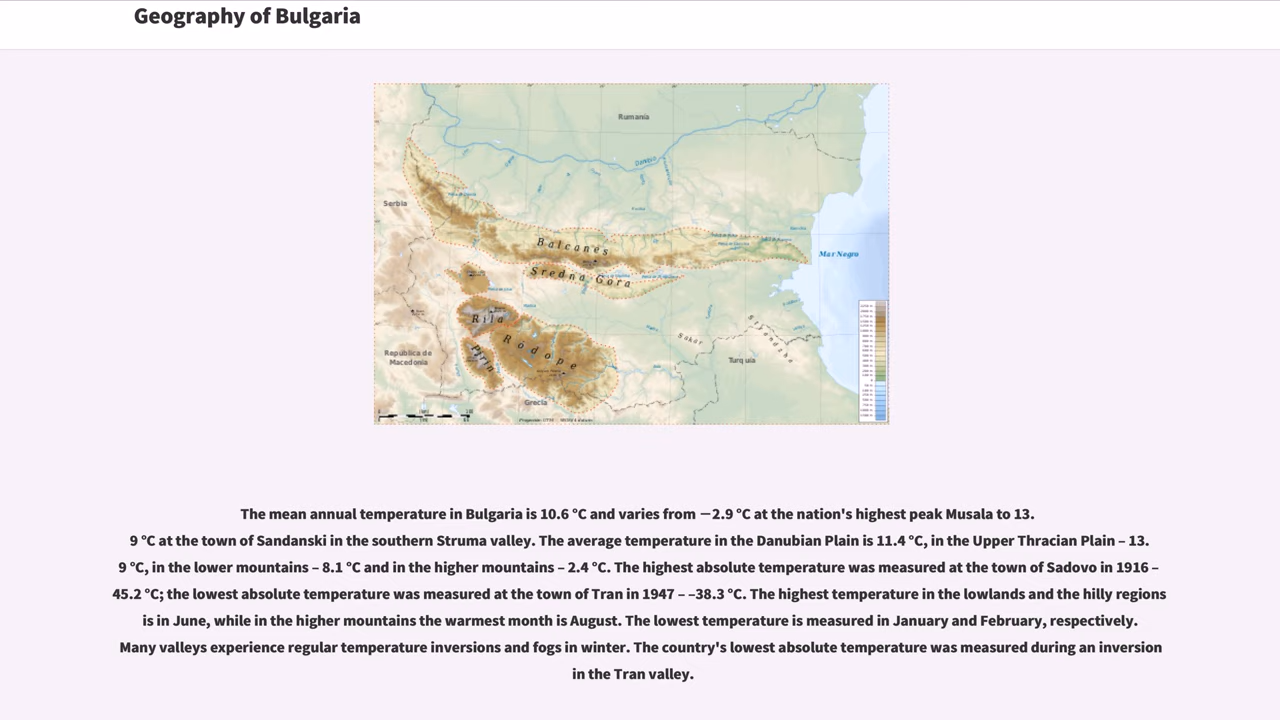 Geography of Bulgaria
Rumanía
Danubio
Serbia
Balcanes
Mar Negro
Sredna Gora
Rila
Rodope
Pirin
Sakar
Strandzha
República de
Macedonia
Turquía
Grecia
The mean annual temperature in Bulgaria is 10.6 °C and varies from −2.9 °C at the nation's highest peak Musala to 13.
9 °C at the town of Sandanski in the southern Struma valley. The average temperature in the Danubian Plain is 11.4 °C, in the Upper Thracian Plain – 13.
9 °C, in the lower mountains – 8.1 °C and in the higher mountains – 2.4 °C. The highest absolute temperature was measured at the town of Sadovo in 1916 –
45.2 °C; the lowest absolute temperature was measured at the town of Tran in 1947 – –38.3 °C. The highest temperature in the lowlands and the hilly regions
is in June, while in the higher mountains the warmest month is August. The lowest temperature is measured in January and February, respectively.
Many valleys experience regular temperature inversions and fogs in winter. The country's lowest absolute temperature was measured during an inversion
in the Tran valley.